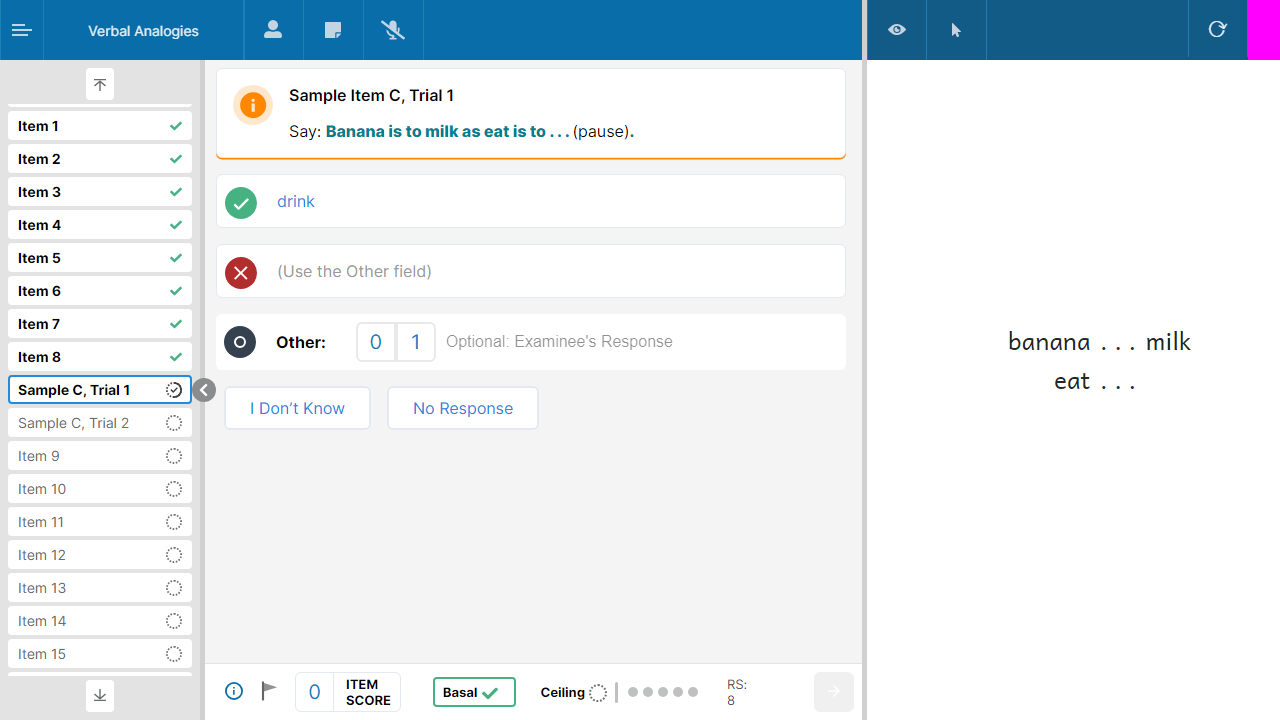 Verbal Analogies
Item 1
Item 2
Item 3
Item 4
Item 5
Item 6
Item 7
Item 8
Sample C, Trial 1
Sample C, Trial 2
Item 9
Item 10
Item 11
Item 12
Item 13
Item 14
Item 15
Sample Item C, Trial 1
Say: Banana is to milk as eat is to . . . (pause).
drink
(Use the Other field)
Other: 0 1 Optional: Examinee's Response
I Don't Know No Response
0 ITEM SCORE
Basal
Ceiling
RS:
8
banana . . . milk
eat . . .